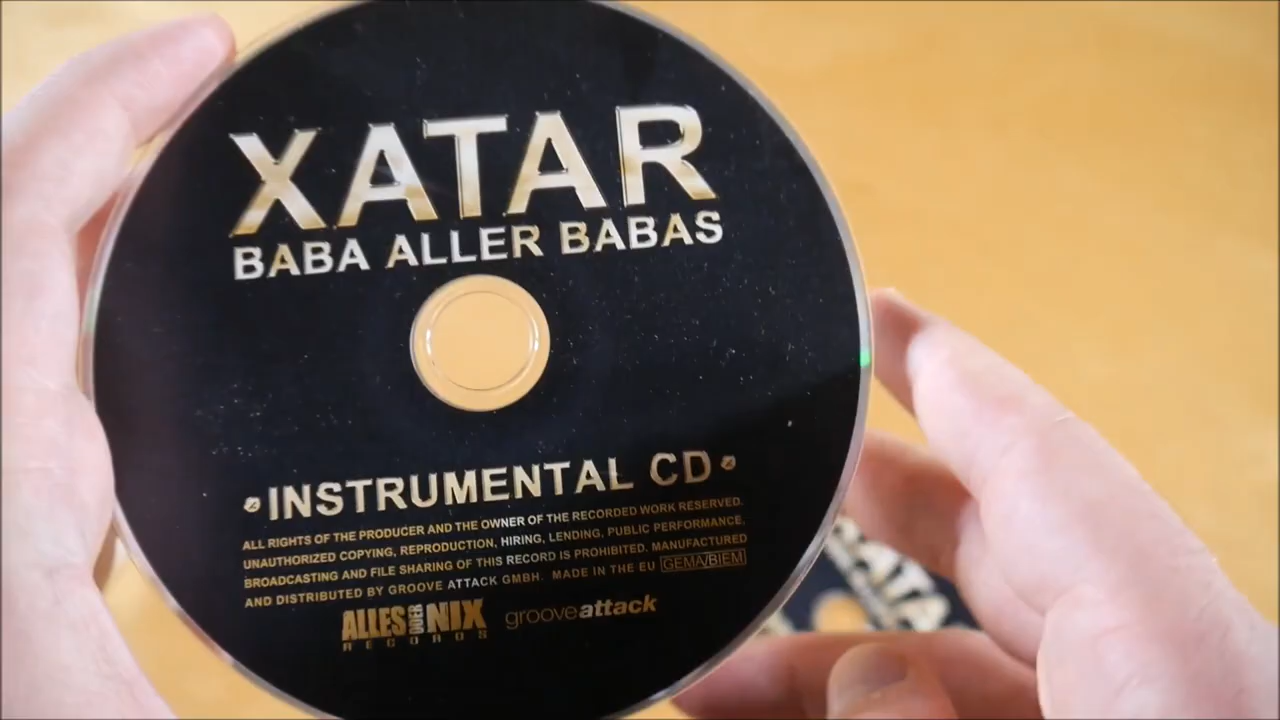 XATAR
BABA ALLER BABAS
INSTRUMENTAL CD
ALL RIGHTS OF THE PRODUCER AND THE OWNER OF THE RECORDED WORK RESERVED.
UNAUTHORIZED COPYING, REPRODUCTION, HIRING, LENDING, PUBLIC PERFORMANCE,
BROADCASTING AND FILE SHARING OF THIS RECORD IS PROHIBITED. MANUFACTURED
AND DISTRIBUTED BY GROOVE ATTACK GMBH. MADE IN THE EU GEMA/BIEM
ALLES ODER NIX
RECORDS
grooveattack